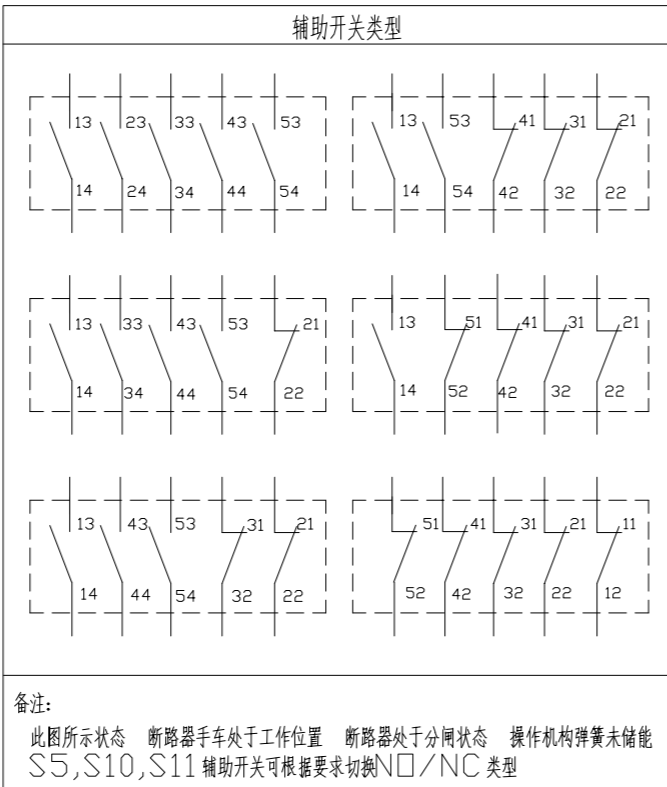 辅助开关类型
13 23 33 43 53
14 24 34 44 54
13 53 41 31 21
14 54 42 32 22
13 33 43 53 21
14 34 44 54 22
13 51 41 31 21
14 52 42 32 22
13 43 53 31 21
14 44 54 32 22
51 41 31 21 11
52 42 32 22 12
备注:
此图所示状态 断路器手车处于工作位置 断路器处于分闸状态 操作机构弹簧未储能
S5,S10,S11 辅助开关可根据要求切换NO/NC 类型